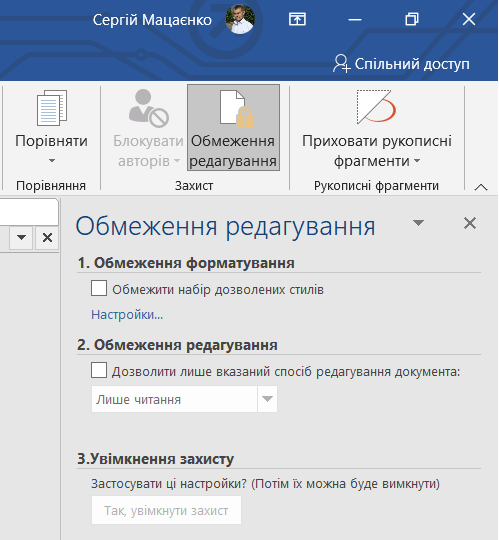 Сергій Мацаєнко
Спільний доступ
Порівняти
Блокувати
авторів
Обмеження
редагування
Приховати рукописні
фрагменти
Порівняння
Захист
Рукописні фрагменти
Обмеження редагування
1. Обмеження форматування
Обмежити набір дозволених стилів
Настройки...
2. Обмеження редагування
Дозволити лише вказаний спосіб редагування документа:
Лише читання
3.Увімкнення захисту
Застосувати ці настройки? (Потім їх можна буде вимкнути)
Так, увімкнути захист